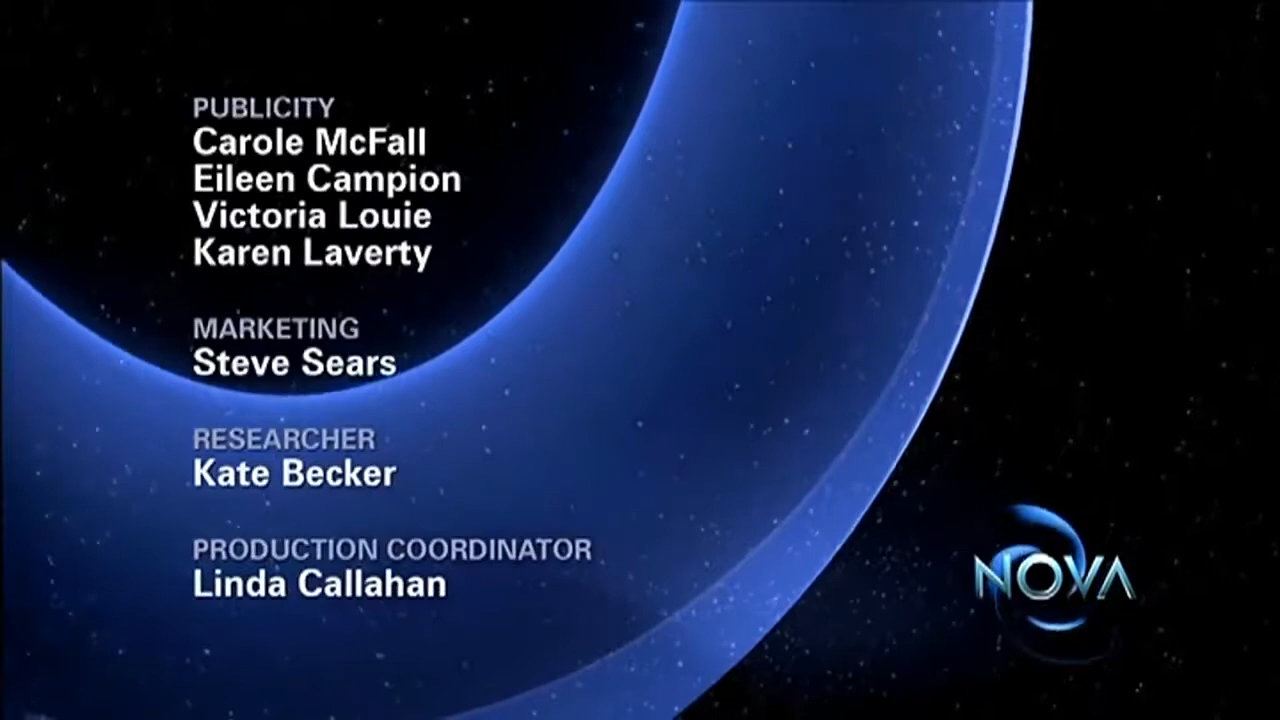 PUBLICITY
Carole McFall
Eileen Campion
Victoria Louie
Karen Laverty
MARKETING
Steve Sears
RESEARCHER
Kate Becker
PRODUCTION COORDINATOR
Linda Callahan
NOVA